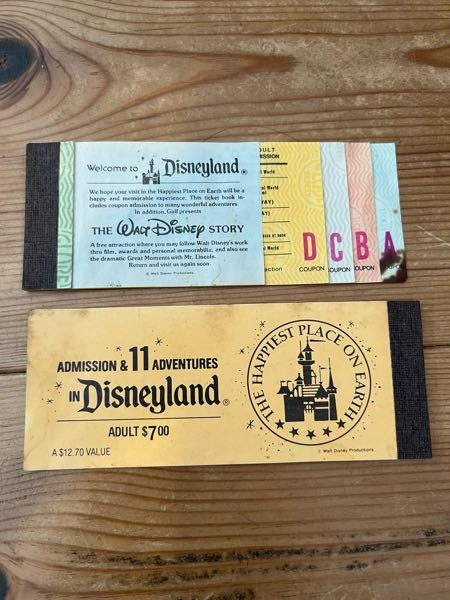 Welcome to Disneyland®
We hope your visit in the Happiest Place on Earth will be a
happy and memorable experience. This ticket book in-
cludes coupon admission to many wonderful adventures.
In addition, Gulf presents
THE WALT DISNEY STORY
A free attraction where you may follow Walt Disney's work
thru film, awards and personal memorabilia, and also see
the dramatic Great Moments with Mr. Lincoln.
Return and visit us again soon.
© Walt Disney Productions
DULT
MISSION
D C B A
COUPON COUPON COUPON
ADMISSION & 11 ADVENTURES
IN Disneyland®
ADULT $7.00
A $12.70 VALUE
THE HAPPIEST PLACE ON EARTH
© Walt Disney Productions